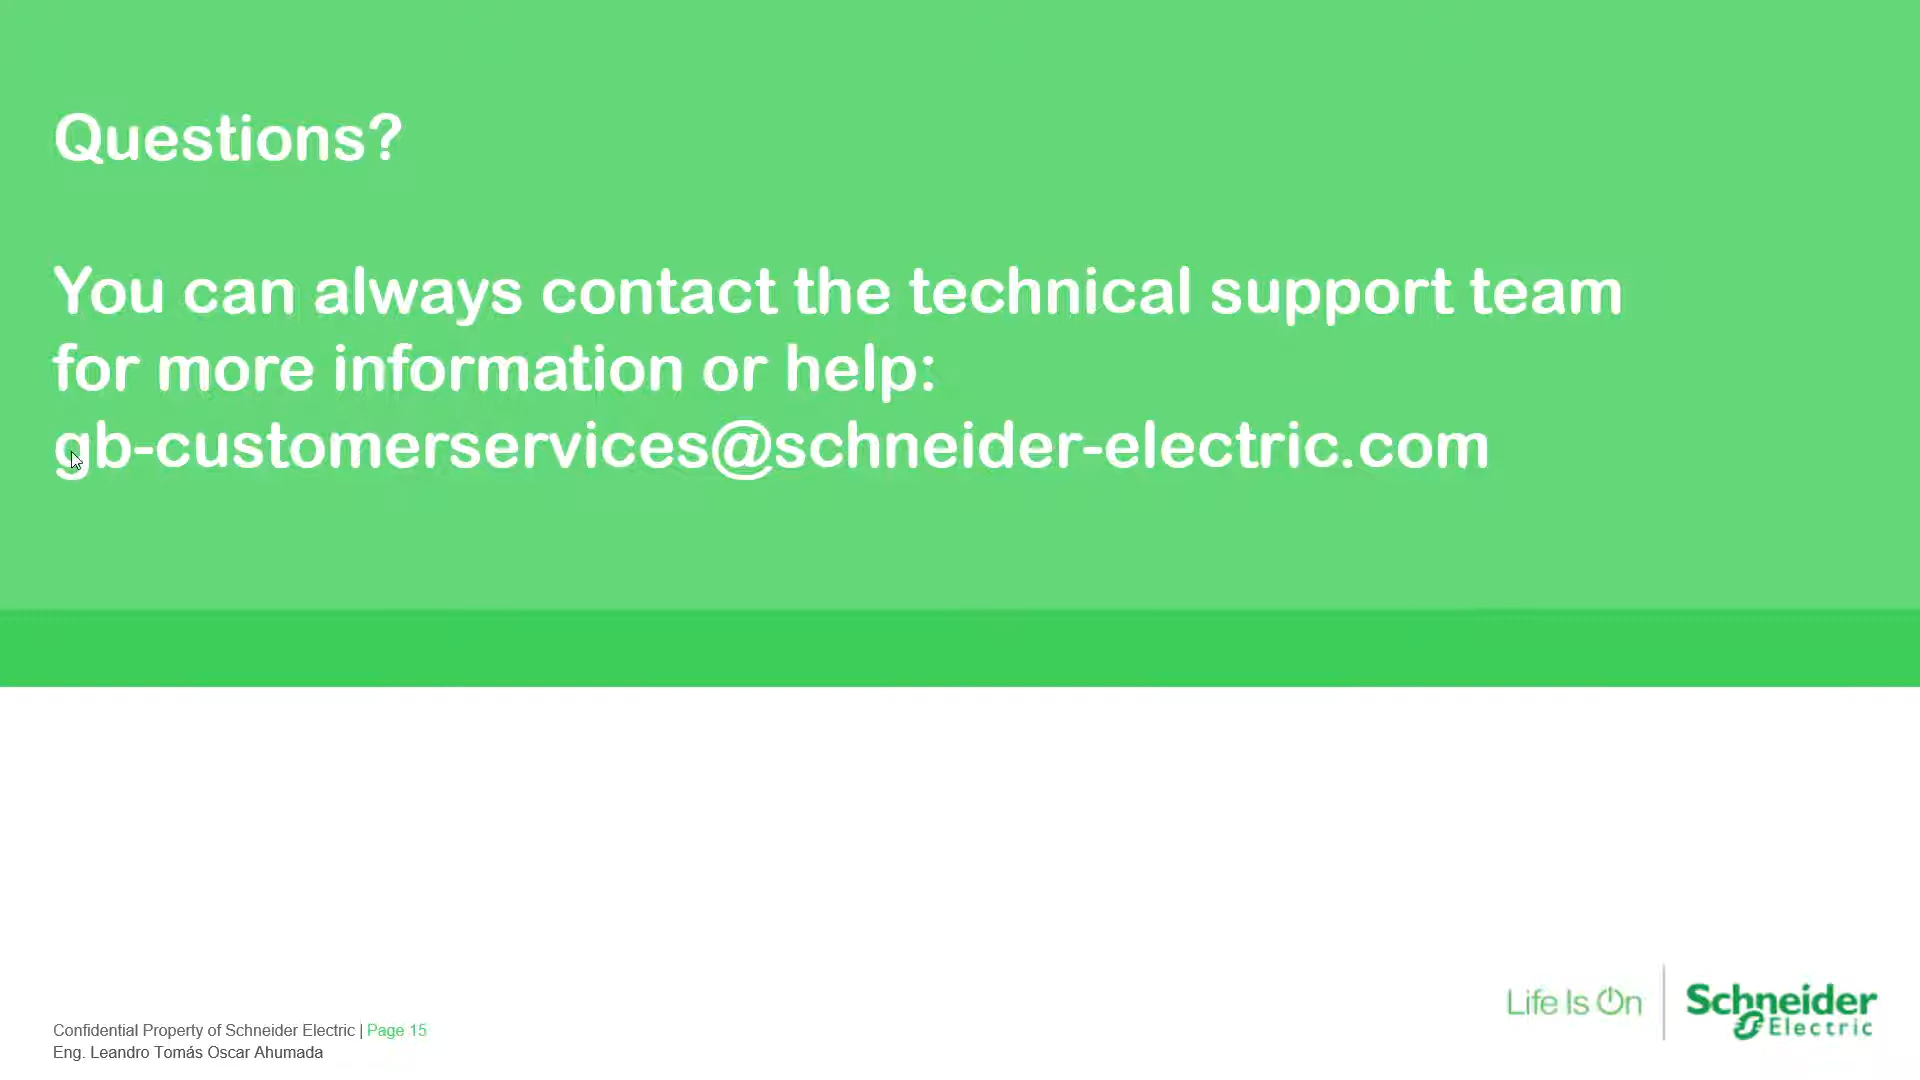 Questions?
You can always contact the technical support team
for more information or help:
gb-customerservices@schneider-electric.com
Life Is On
Schneider
Electric
Confidential Property of Schneider Electric | Page 15
Eng. Leandro Tomás Oscar Ahumada